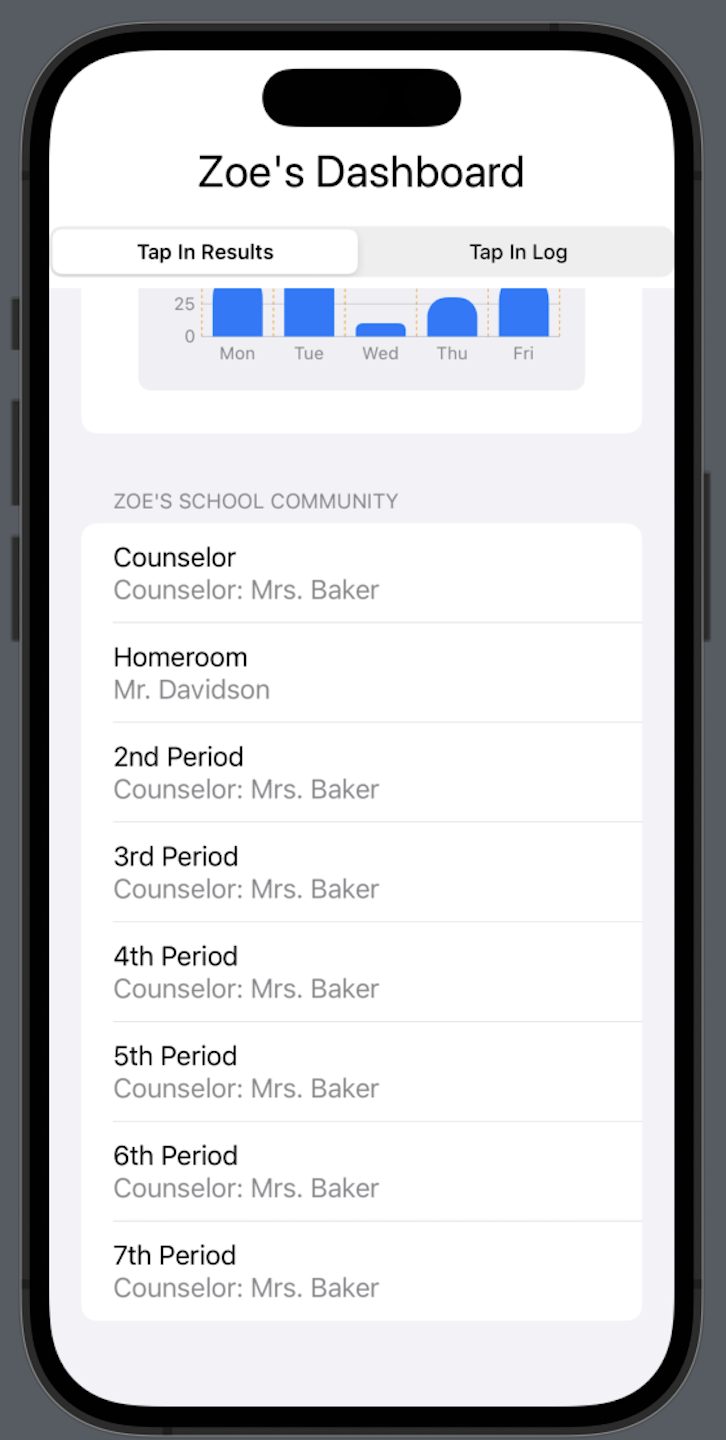 Zoe's Dashboard
Tap In Results Tap In Log
25
0
Mon Tue Wed Thu Fri
ZOE'S SCHOOL COMMUNITY
Counselor
Counselor: Mrs. Baker
Homeroom
Mr. Davidson
2nd Period
Counselor: Mrs. Baker
3rd Period
Counselor: Mrs. Baker
4th Period
Counselor: Mrs. Baker
5th Period
Counselor: Mrs. Baker
6th Period
Counselor: Mrs. Baker
7th Period
Counselor: Mrs. Baker